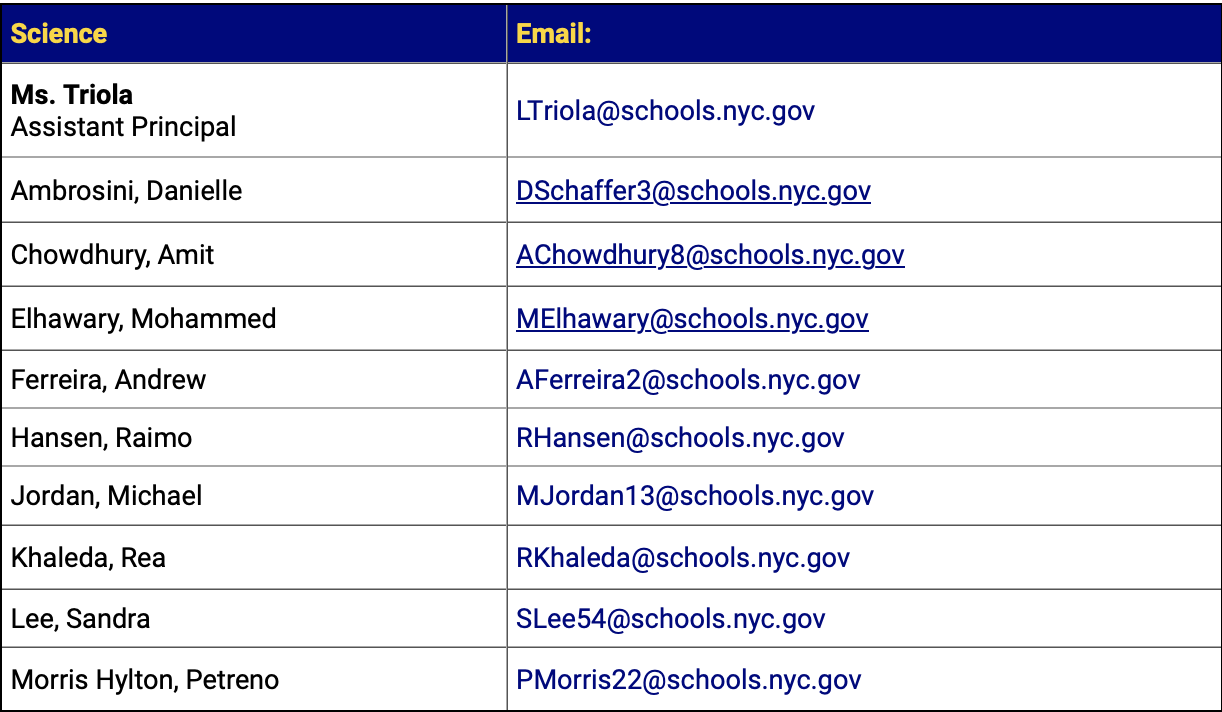 Science Email:
Ms. Triola
Assistant Principal
LTriola@schools.nyc.gov
Ambrosini, Danielle DSchaffer3@schools.nyc.gov
Chowdhury, Amit AChowdhury8@schools.nyc.gov
Elhawary, Mohammed MElhawary@schools.nyc.gov
Ferreira, Andrew AFerreira2@schools.nyc.gov
Hansen, Raimo RHansen@schools.nyc.gov
Jordan, Michael MJordan13@schools.nyc.gov
Khaleda, Rea RKhaleda@schools.nyc.gov
Lee, Sandra SLee54@schools.nyc.gov
Morris Hylton, Petreno PMorris22@schools.nyc.gov